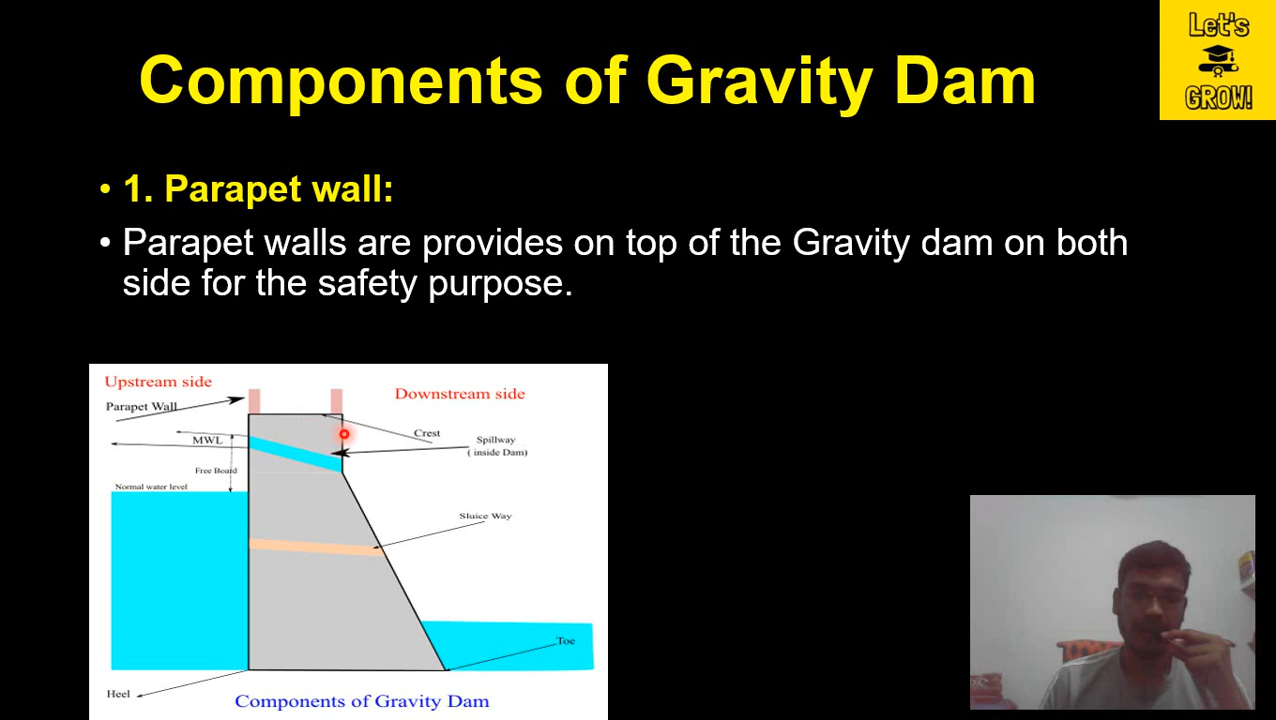 Components of Gravity Dam
Let's
GROW!
• 1. Parapet wall:
• Parapet walls are provides on top of the Gravity dam on both
side for the safety purpose.
Upstream side
Downstream side
Parapet Wall
Crest
MWL
Spillway
( inside Dam)
Free Board
Normal water level
Sluice Way
Toe
Heel
Components of Gravity Dam